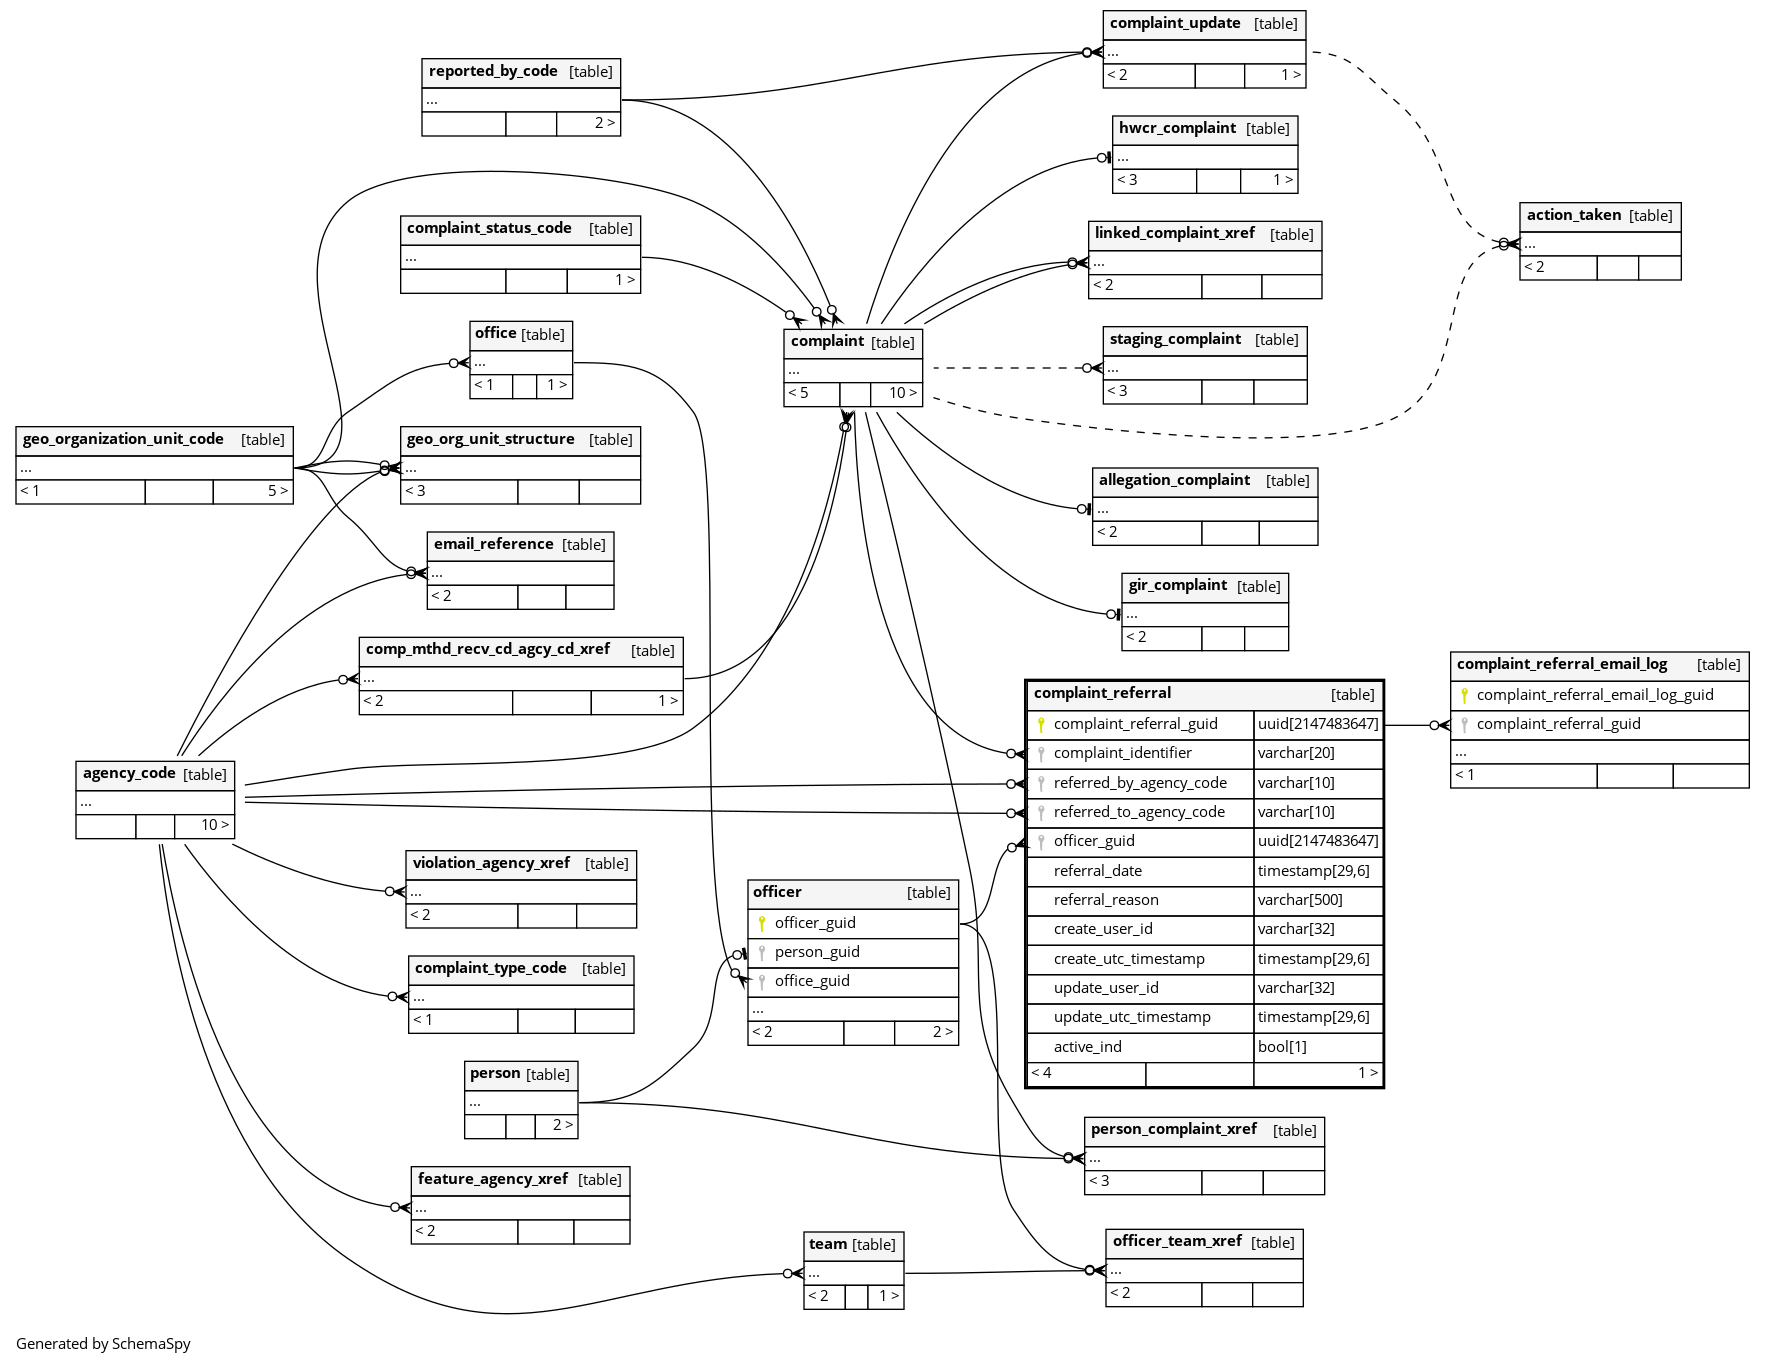 complaint_update [table]
...
< 2 1 >
reported_by_code [table]
...
2 >
hwcr_complaint [table]
...
< 3 1 >
complaint_status_code [table]
...
1 >
linked_complaint_xref [table]
...
< 2
action_taken [table]
...
< 2
office [table]
...
< 1 1 >
complaint [table]
...
< 5 10 >
staging_complaint [table]
...
< 3
geo_organization_unit_code [table]
...
< 1 5 >
geo_org_unit_structure [table]
...
< 3
allegation_complaint [table]
...
< 2
email_reference [table]
...
< 2
gir_complaint [table]
...
< 2
comp_mthd_recv_cd_agcy_cd_xref [table]
...
< 2 1 >
complaint_referral [table]
complaint_referral_guid uuid[2147483647]
complaint_identifier varchar[20]
referred_by_agency_code varchar[10]
referred_to_agency_code varchar[10]
officer_guid uuid[2147483647]
referral_date timestamp[29,6]
referral_reason varchar[500]
create_user_id varchar[32]
create_utc_timestamp timestamp[29,6]
update_user_id varchar[32]
update_utc_timestamp timestamp[29,6]
active_ind bool[1]
< 4 1 >
complaint_referral_email_log [table]
complaint_referral_email_log_guid
complaint_referral_guid
...
< 1
agency_code [table]
...
10 >
violation_agency_xref [table]
...
< 2
officer [table]
officer_guid
person_guid
office_guid
...
< 2 2 >
complaint_type_code [table]
...
< 1
person [table]
...
2 >
person_complaint_xref [table]
...
< 3
feature_agency_xref [table]
...
< 2
team [table]
...
< 2 1 >
officer_team_xref [table]
...
< 2
Generated by SchemaSpy